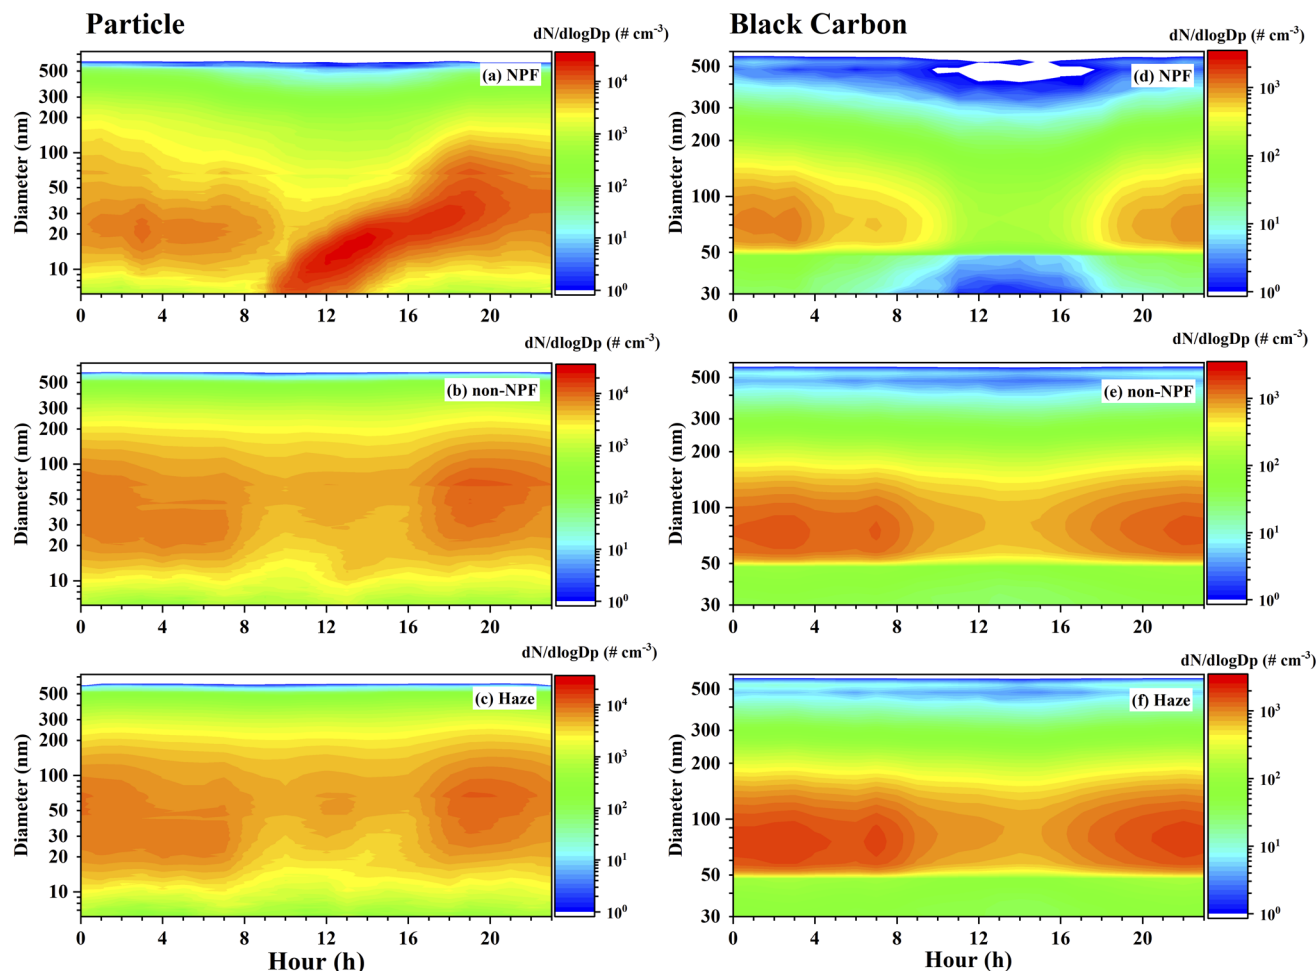 Particle
dN/dlogDp (# cm⁻³)
(a) NPF
Diameter (nm)
500
300
200
100
50
30
20
10
0 4 8 12 16 20
10⁴
10³
10²
10¹
10⁰
Black Carbon
dN/dlogDp (# cm⁻³)
(d) NPF
Diameter (nm)
500
300
200
100
50
30
0 4 8 12 16 20
10³
10²
10¹
10⁰
dN/dlogDp (# cm⁻³)
(b) non-NPF
Diameter (nm)
500
300
200
100
50
30
20
10
0 4 8 12 16 20
10⁴
10³
10²
10¹
10⁰
dN/dlogDp (# cm⁻³)
(e) non-NPF
Diameter (nm)
500
300
200
100
50
30
0 4 8 12 16 20
10³
10²
10¹
10⁰
dN/dlogDp (# cm⁻³)
(c) Haze
Diameter (nm)
500
200
100
50
30
20
10
0 4 8 12 16 20
Hour (h)
10⁴
10³
10²
10¹
10⁰
dN/dlogDp (# cm⁻³)
(f) Haze
Diameter (nm)
500
300
200
100
50
30
0 4 8 12 16 20
Hour (h)
10³
10²
10¹
10⁰